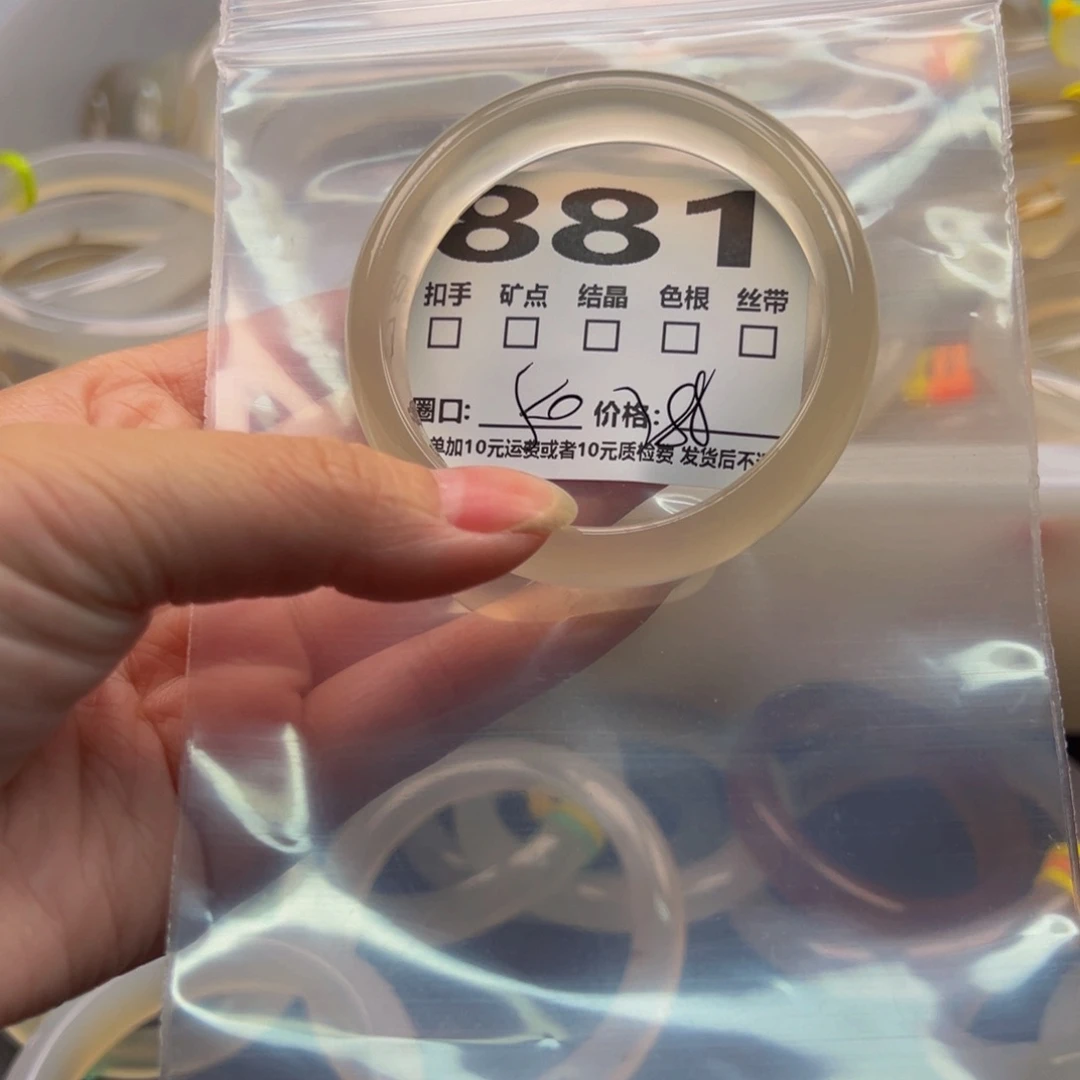 881
扣手 矿点 结晶 色根 丝带
圈口: 价格:
单加10元运费或者10元质检费 发货后不